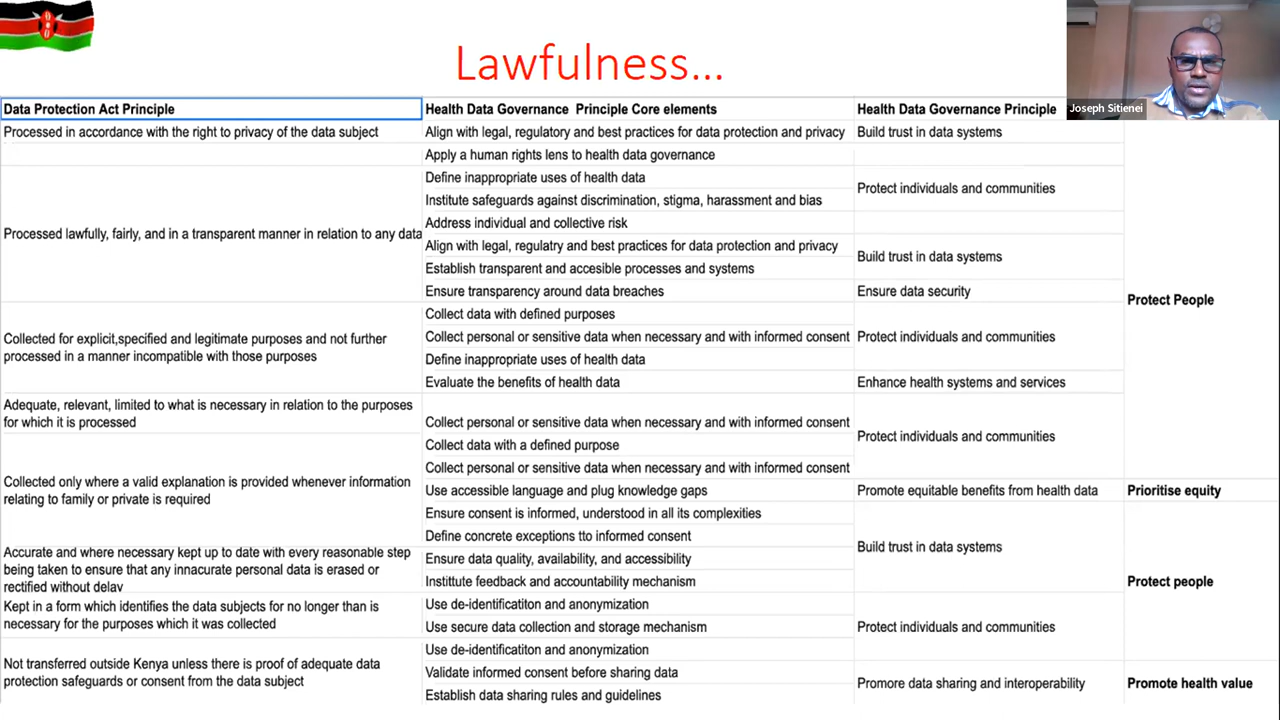 Lawfulness...
Joseph Sitienei
Data Protection Act Principle
Health Data Governance Principle Core elements
Health Data Governance Principle
Processed in accordance with the right to privacy of the data subject
Align with legal, regulatory and best practices for data protection and privacy
Build trust in data systems
Apply a human rights lens to health data governance
Define inappropriate uses of health data
Protect individuals and communities
Institute safeguards against discrimination, stigma, harassment and bias
Address individual and collective risk
Processed lawfully, fairly, and in a transparent manner in relation to any data
Align with legal, regulatry and best practices for data protection and privacy
Build trust in data systems
Establish transparent and accesible processes and systems
Ensure transparency around data breaches
Ensure data security
Protect People
Collect data with defined purposes
Collected for explicit,specified and legitimate purposes and not further
processed in a manner incompatible with those purposes
Collect personal or sensitive data when necessary and with informed consent
Protect individuals and communities
Define inappropriate uses of health data
Evaluate the benefits of health data
Enhance health systems and services
Adequate, relevant, limited to what is necessary in relation to the purposes
for which it is processed
Collect personal or sensitive data when necessary and with informed consent
Protect individuals and communities
Collect data with a defined purpose
Collect personal or sensitive data when necessary and with informed consent
Collected only where a valid explanation is provided whenever information
relating to family or private is required
Use accessible language and plug knowledge gaps
Promote equitable benefits from health data
Prioritise equity
Ensure consent is informed, understood in all its complexities
Define concrete exceptions tto informed consent
Build trust in data systems
Accurate and where necessary kept up to date with every reasonable step
being taken to ensure that any innacurate personal data is erased or
rectified without delav
Ensure data quality, availability, and accessibility
Institiute feedback and accountability mechanism
Protect people
Kept in a form which identifies the data subjects for no longer than is
necessary for the purposes which it was collected
Use de-identificatiton and anonymization
Use secure data collection and storage mechanism
Protect individuals and communities
Use de-identificatiton and anonymization
Not transferred outside Kenya unless there is proof of adequate data
protection safeguards or consent from the data subject
Validate informed consent before sharing data
Establish data sharing rules and guidelines
Promore data sharing and interoperability
Promote health value